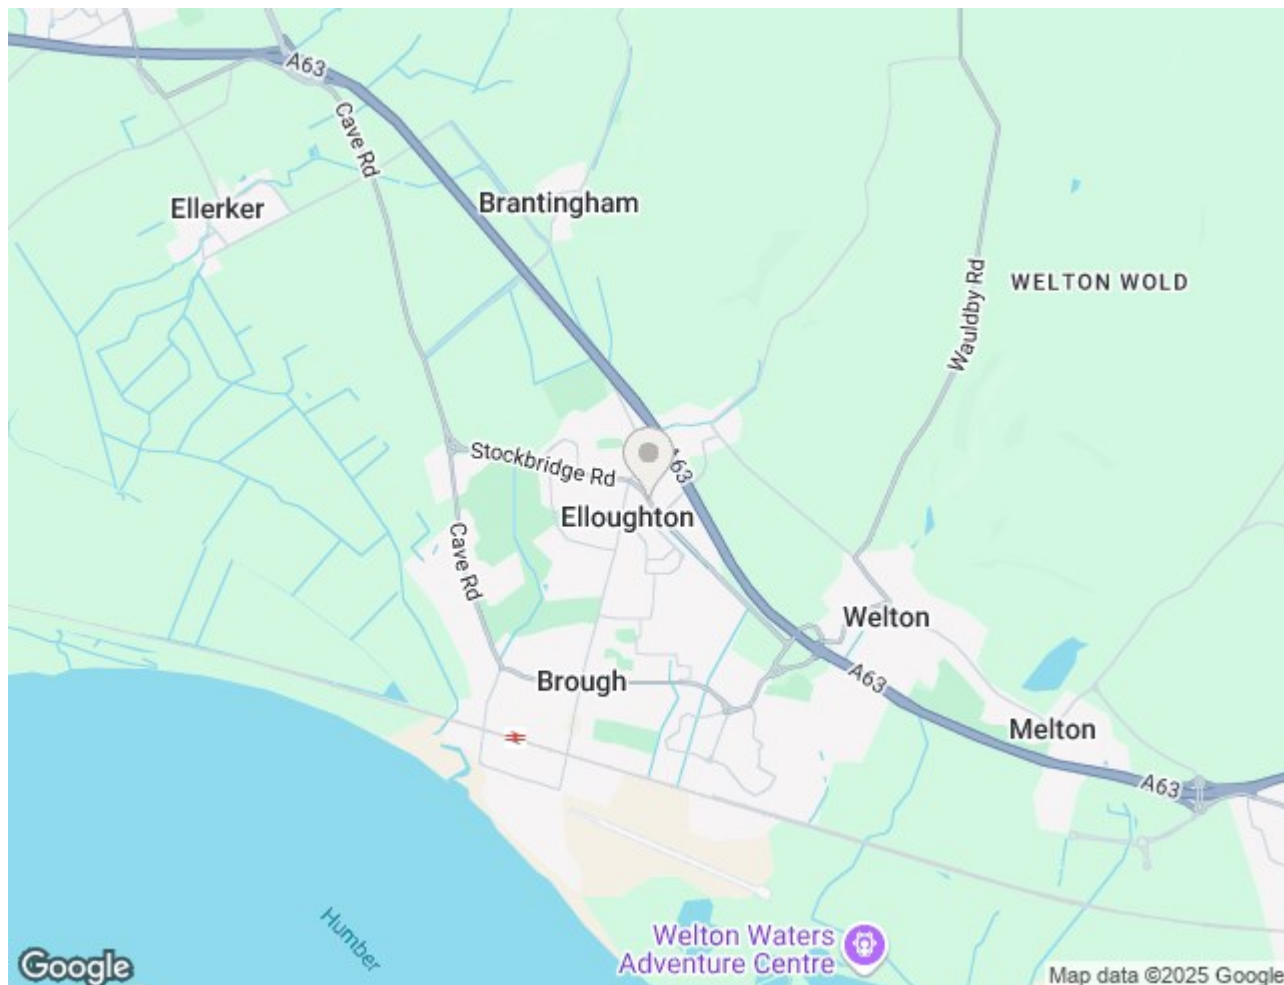 A63
Cave Rd
Ellerker
Brantingham
WELTON WOLD
Wauldby Rd
Stockbridge Rd
A63
Elloughton
Cave Rd
Welton
Brough
A63
Melton
A63
Humber
Welton Waters
Adventure Centre
Google
Map data ©2025 Google